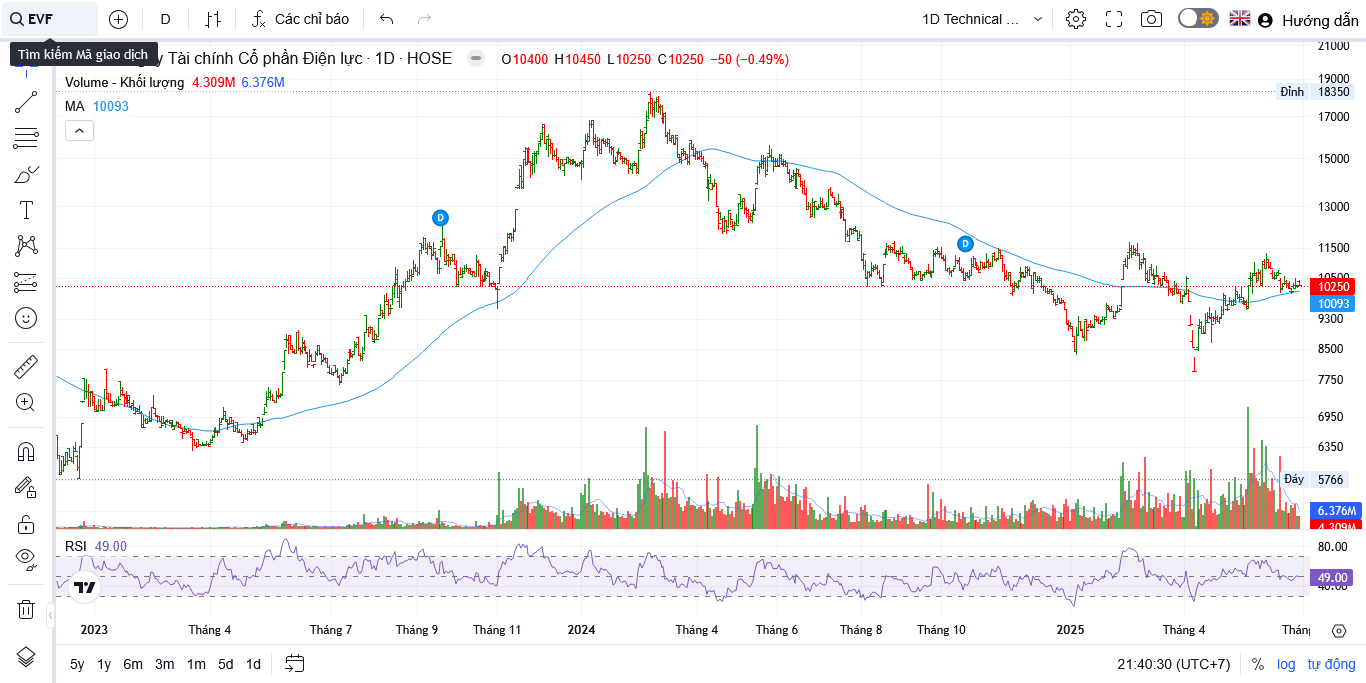 EVF
D
Các chỉ báo
1D Technical ...
Hướng dẫn
Tìm kiếm Mã giao dịch
Tài chính Cổ phần Điện lực · 1D · HOSE
O10400 H10450 L10250 C10250 −50 (−0.49%)
Volume - Khối lượng 4.309M 6.376M
MA 10093
D
D
21000
19000
Đỉnh 18350
17000
15000
13000
11500
10500
10250
10093
9300
8500
7750
6950
6350
Đáy 5766
6.376M
4.309M
RSI 49.00
80.00
49.00
40.00
2023 Tháng 4 Tháng 7 Tháng 9 Tháng 11 2024 Tháng 4 Tháng 6 Tháng 8 Tháng 10 2025 Tháng 4 Tháng
5y 1y 6m 3m 1m 5d 1d
21:40:30 (UTC+7) % log tự động